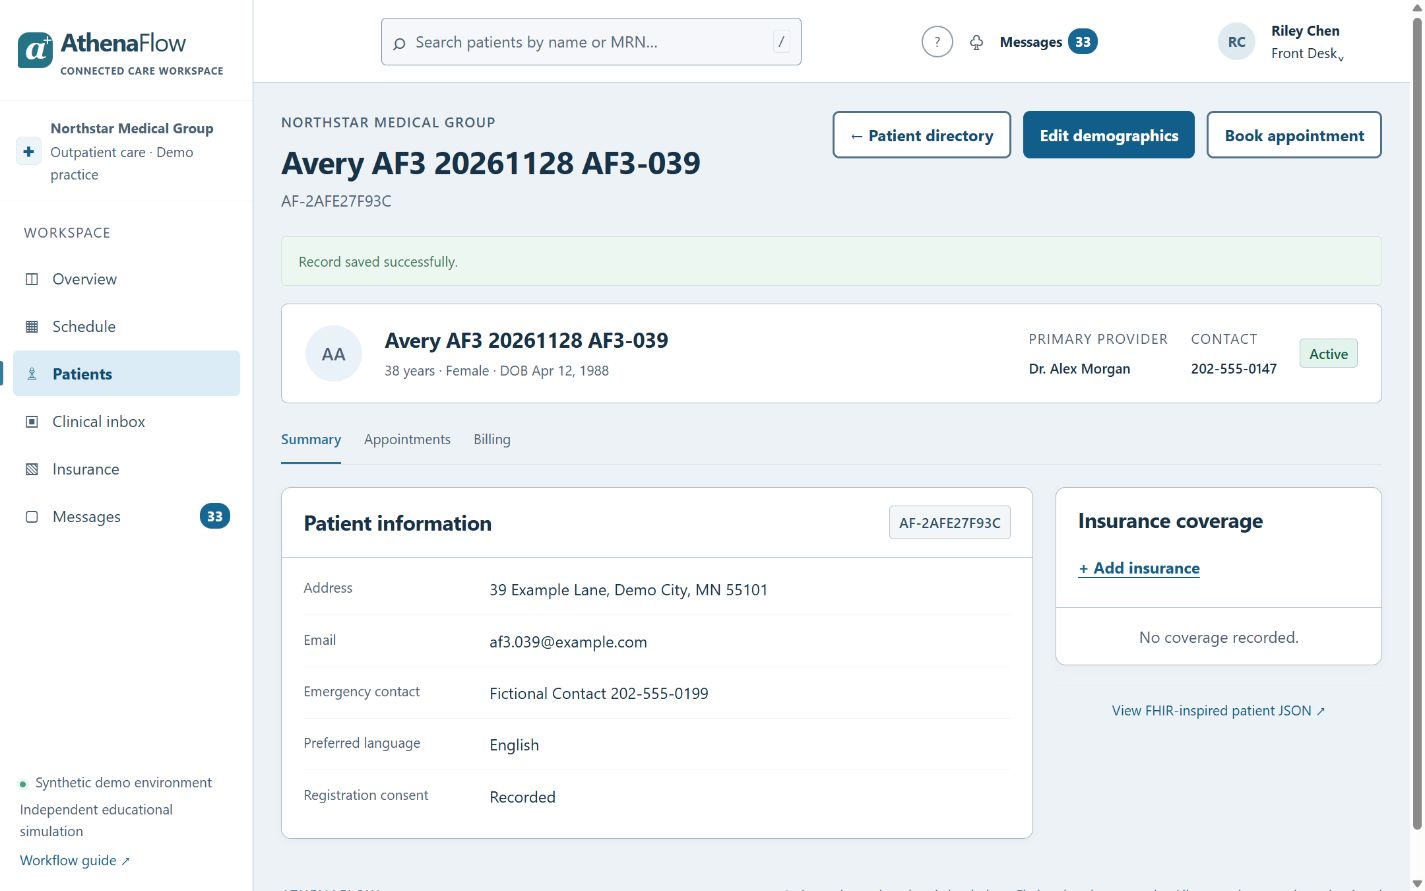 AthenaFlow
CONNECTED CARE WORKSPACE
Search patients by name or MRN...
/
?
Messages 33
RC
Riley Chen
Front Desk
Northstar Medical Group
Outpatient care · Demo
practice
WORKSPACE
Overview
Schedule
Patients
Clinical inbox
Insurance
Messages 33
Synthetic demo environment
Independent educational
simulation
Workflow guide ↗
NORTHSTAR MEDICAL GROUP
Avery AF3 20261128 AF3-039
AF-2AFE27F93C
← Patient directory
Edit demographics
Book appointment
Record saved successfully.
AA
Avery AF3 20261128 AF3-039
38 years · Female · DOB Apr 12, 1988
PRIMARY PROVIDER
Dr. Alex Morgan
CONTACT
202-555-0147
Active
Summary Appointments Billing
Patient information
AF-2AFE27F93C
Address 39 Example Lane, Demo City, MN 55101
Email af3.039@example.com
Emergency contact Fictional Contact 202-555-0199
Preferred language English
Registration consent Recorded
Insurance coverage
+ Add insurance
No coverage recorded.
View FHIR-inspired patient JSON ↗